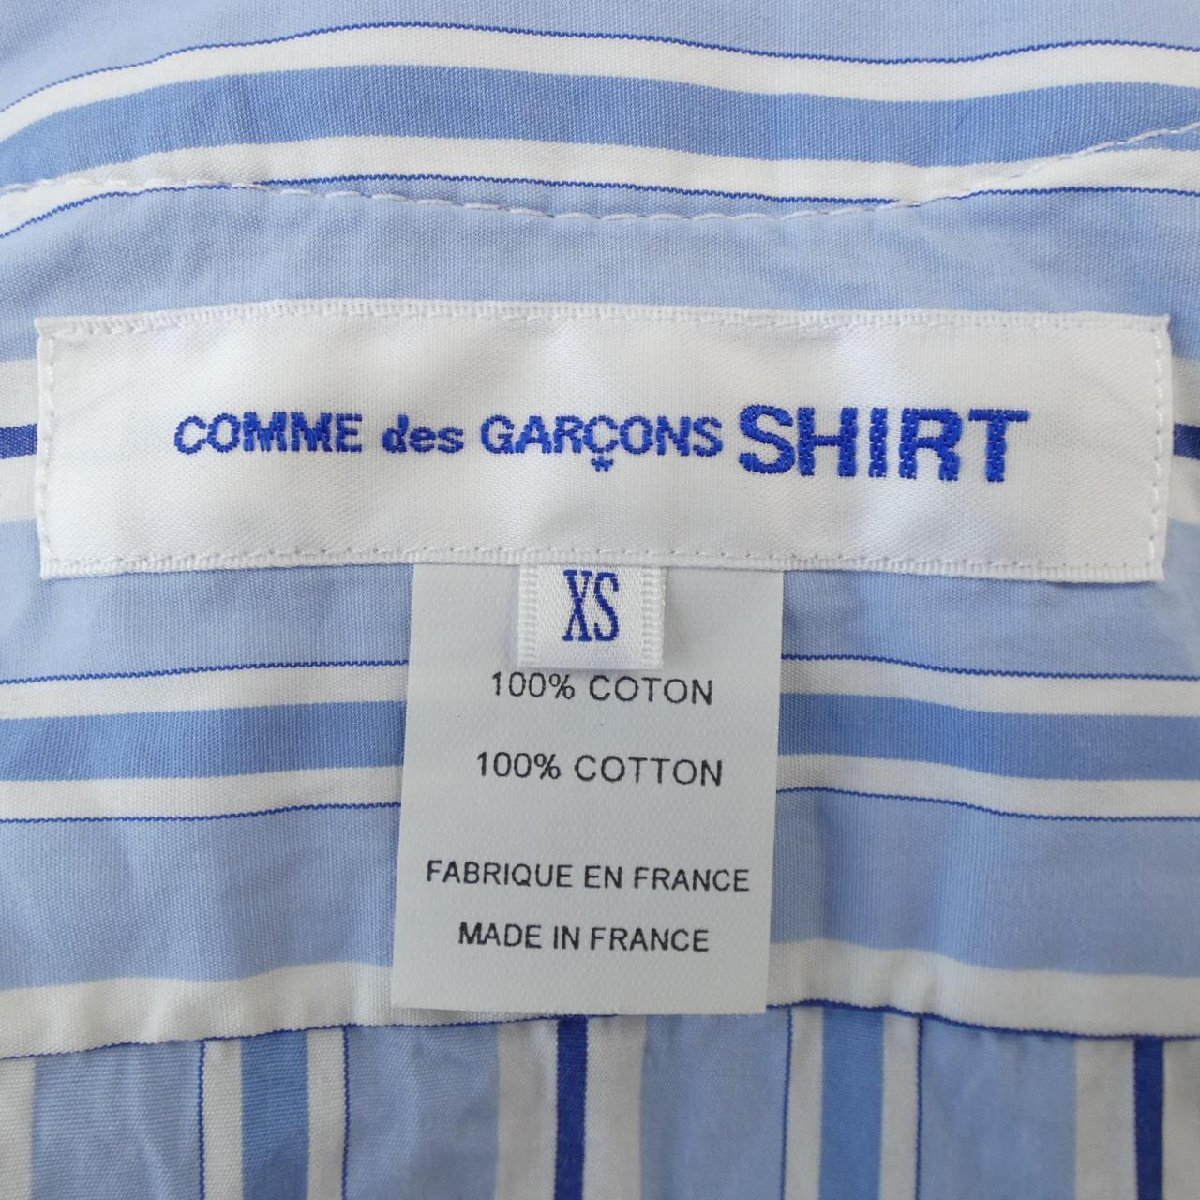 COMME des GARÇONS SHIRT
XS
100% COTON
100% COTTON
FABRIQUE EN FRANCE
MADE IN FRANCE